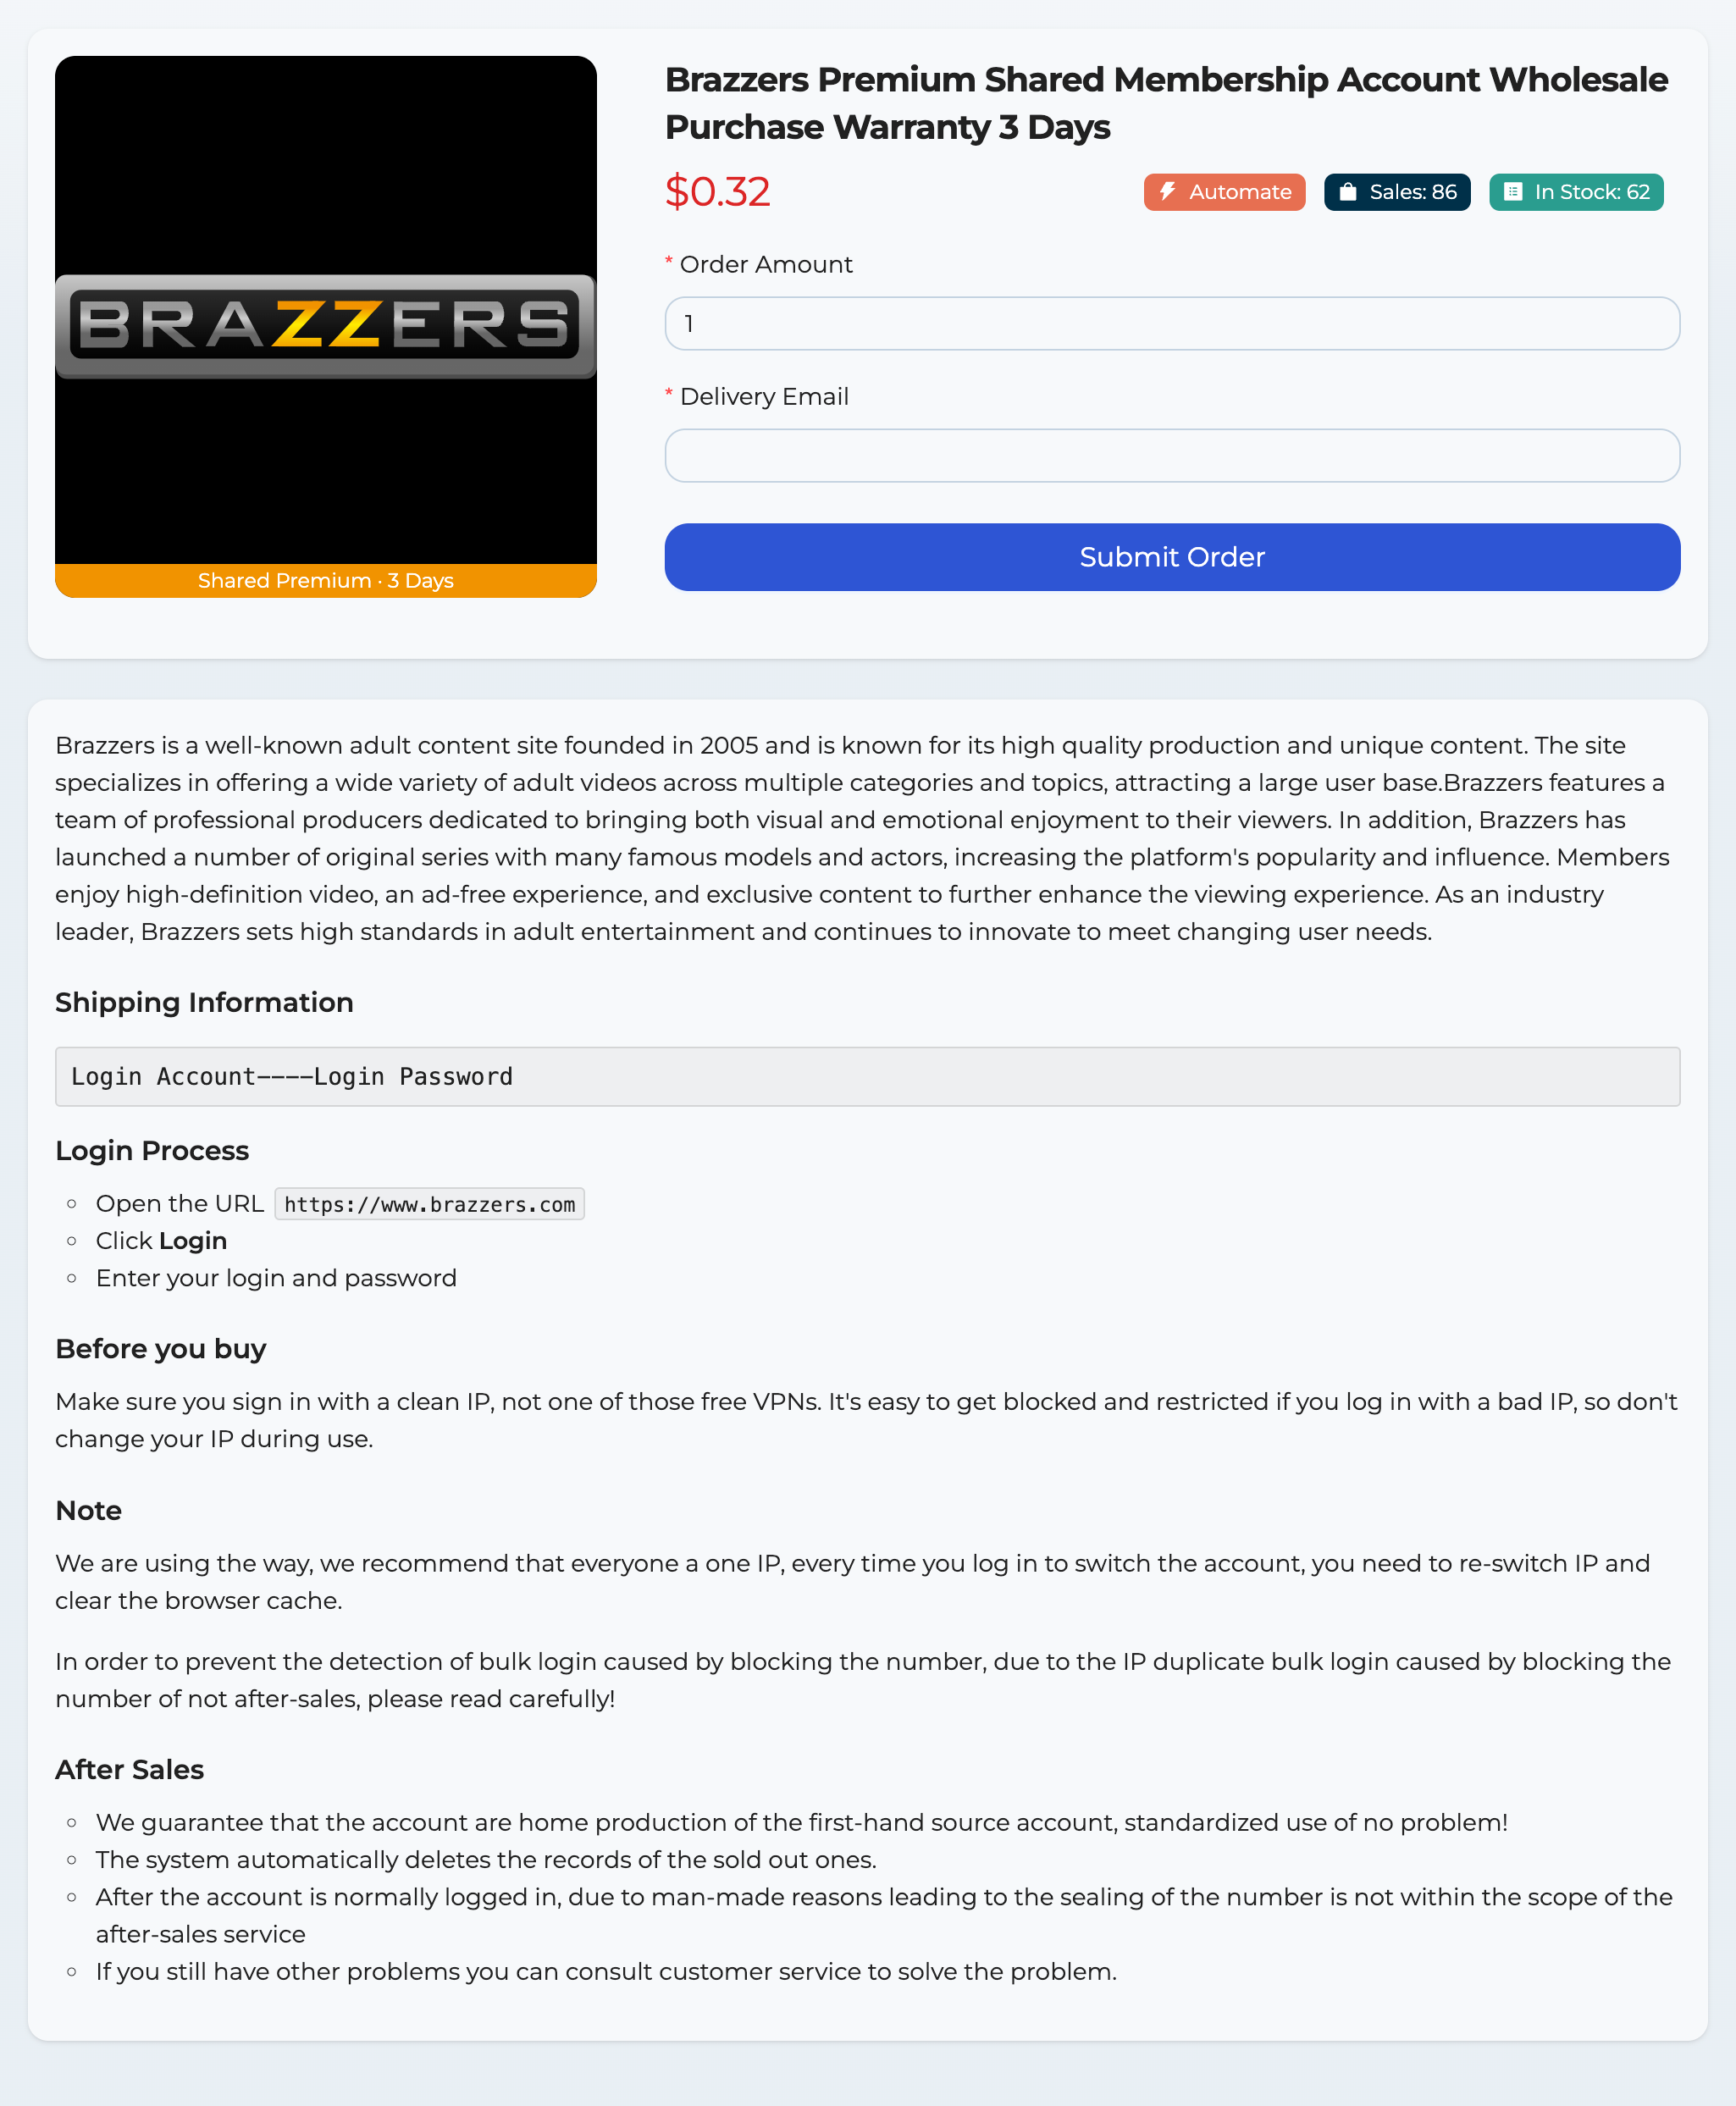 Brazzers Premium Shared Membership Account Wholesale
Purchase Warranty 3 Days
$0.32
Automate
Sales: 86
In Stock: 62
* Order Amount
1
* Delivery Email
Submit Order
BRAZZERS
Shared Premium · 3 Days
Brazzers is a well-known adult content site founded in 2005 and is known for its high quality production and unique content. The site
specializes in offering a wide variety of adult videos across multiple categories and topics, attracting a large user base.Brazzers features a
team of professional producers dedicated to bringing both visual and emotional enjoyment to their viewers. In addition, Brazzers has
launched a number of original series with many famous models and actors, increasing the platform's popularity and influence. Members
enjoy high-definition video, an ad-free experience, and exclusive content to further enhance the viewing experience. As an industry
leader, Brazzers sets high standards in adult entertainment and continues to innovate to meet changing user needs.
Shipping Information
Login Account----Login Password
Login Process
Open the URL https://www.brazzers.com
Click Login
Enter your login and password
Before you buy
Make sure you sign in with a clean IP, not one of those free VPNs. It's easy to get blocked and restricted if you log in with a bad IP, so don't
change your IP during use.
Note
We are using the way, we recommend that everyone a one IP, every time you log in to switch the account, you need to re-switch IP and
clear the browser cache.
In order to prevent the detection of bulk login caused by blocking the number, due to the IP duplicate bulk login caused by blocking the
number of not after-sales, please read carefully!
After Sales
We guarantee that the account are home production of the first-hand source account, standardized use of no problem!
The system automatically deletes the records of the sold out ones.
After the account is normally logged in, due to man-made reasons leading to the sealing of the number is not within the scope of the
after-sales service
If you still have other problems you can consult customer service to solve the problem.